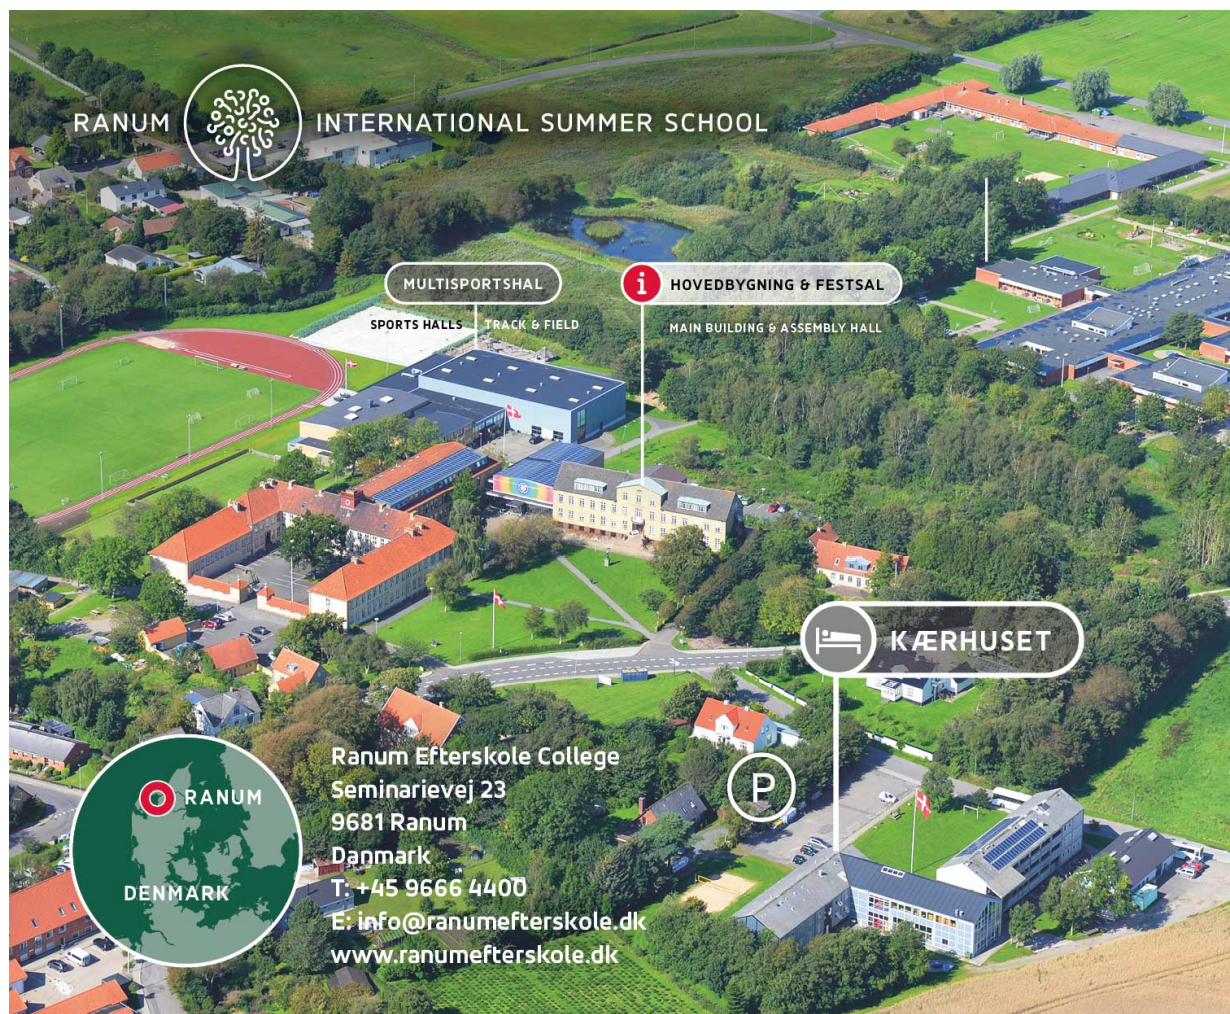 RANUM INTERNATIONAL SUMMER SCHOOL
MULTISPORTSHAL
SPORTS HALLS TRACK & FIELD
i HOVEDBYGNING & FESTSAL
MAIN BUILDING & ASSEMBLY HALL
KÆRHUSET
P
RANUM
DENMARK
Ranum Efterskole College
Seminarievej 23
9681 Ranum
Danmark
T: +45 9666 4400
E: info@ranumefterskole.dk
www.ranumefterskole.dk